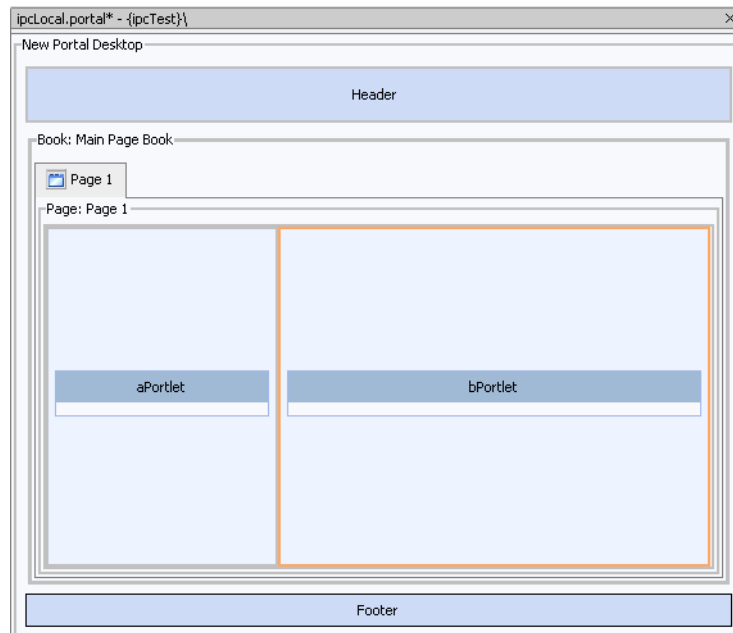 ipcLocal.portal* - {ipcTest}\
New Portal Desktop
Header
Book: Main Page Book
Page 1
Page: Page 1
aPortlet
bPortlet
Footer